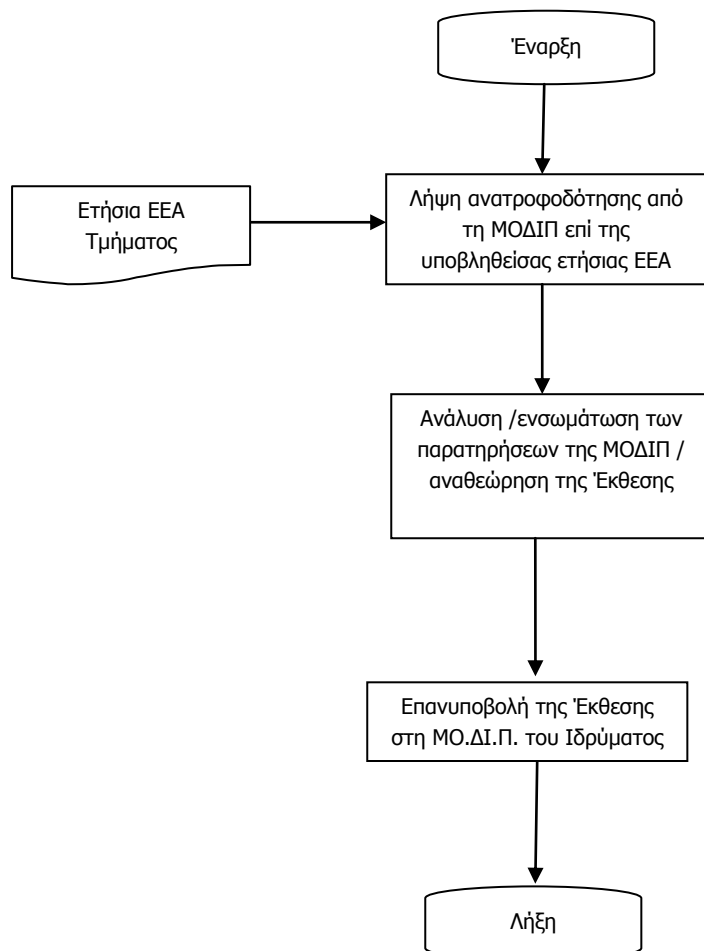 Έναρξη
Ετήσια ΕΕΑ
Τμήματος
Λήψη ανατροφοδότησης από
τη ΜΟΔΙΠ επί της
υποβληθείσας ετήσιας ΕΕΑ
Ανάλυση /ενσωμάτωση των
παρατηρήσεων της ΜΟΔΙΠ /
αναθεώρηση της Έκθεσης
Επανυποβολή της Έκθεσης
στη ΜΟ.ΔΙ.Π. του Ιδρύματος
Λήξη